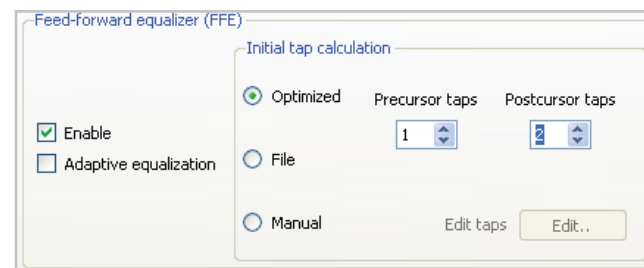 Feed-forward equalizer (FFE)
Initial tap calculation
Optimized
Precursor taps
Postcursor taps
1
2
Enable
Adaptive equalization
File
Manual
Edit taps
Edit..